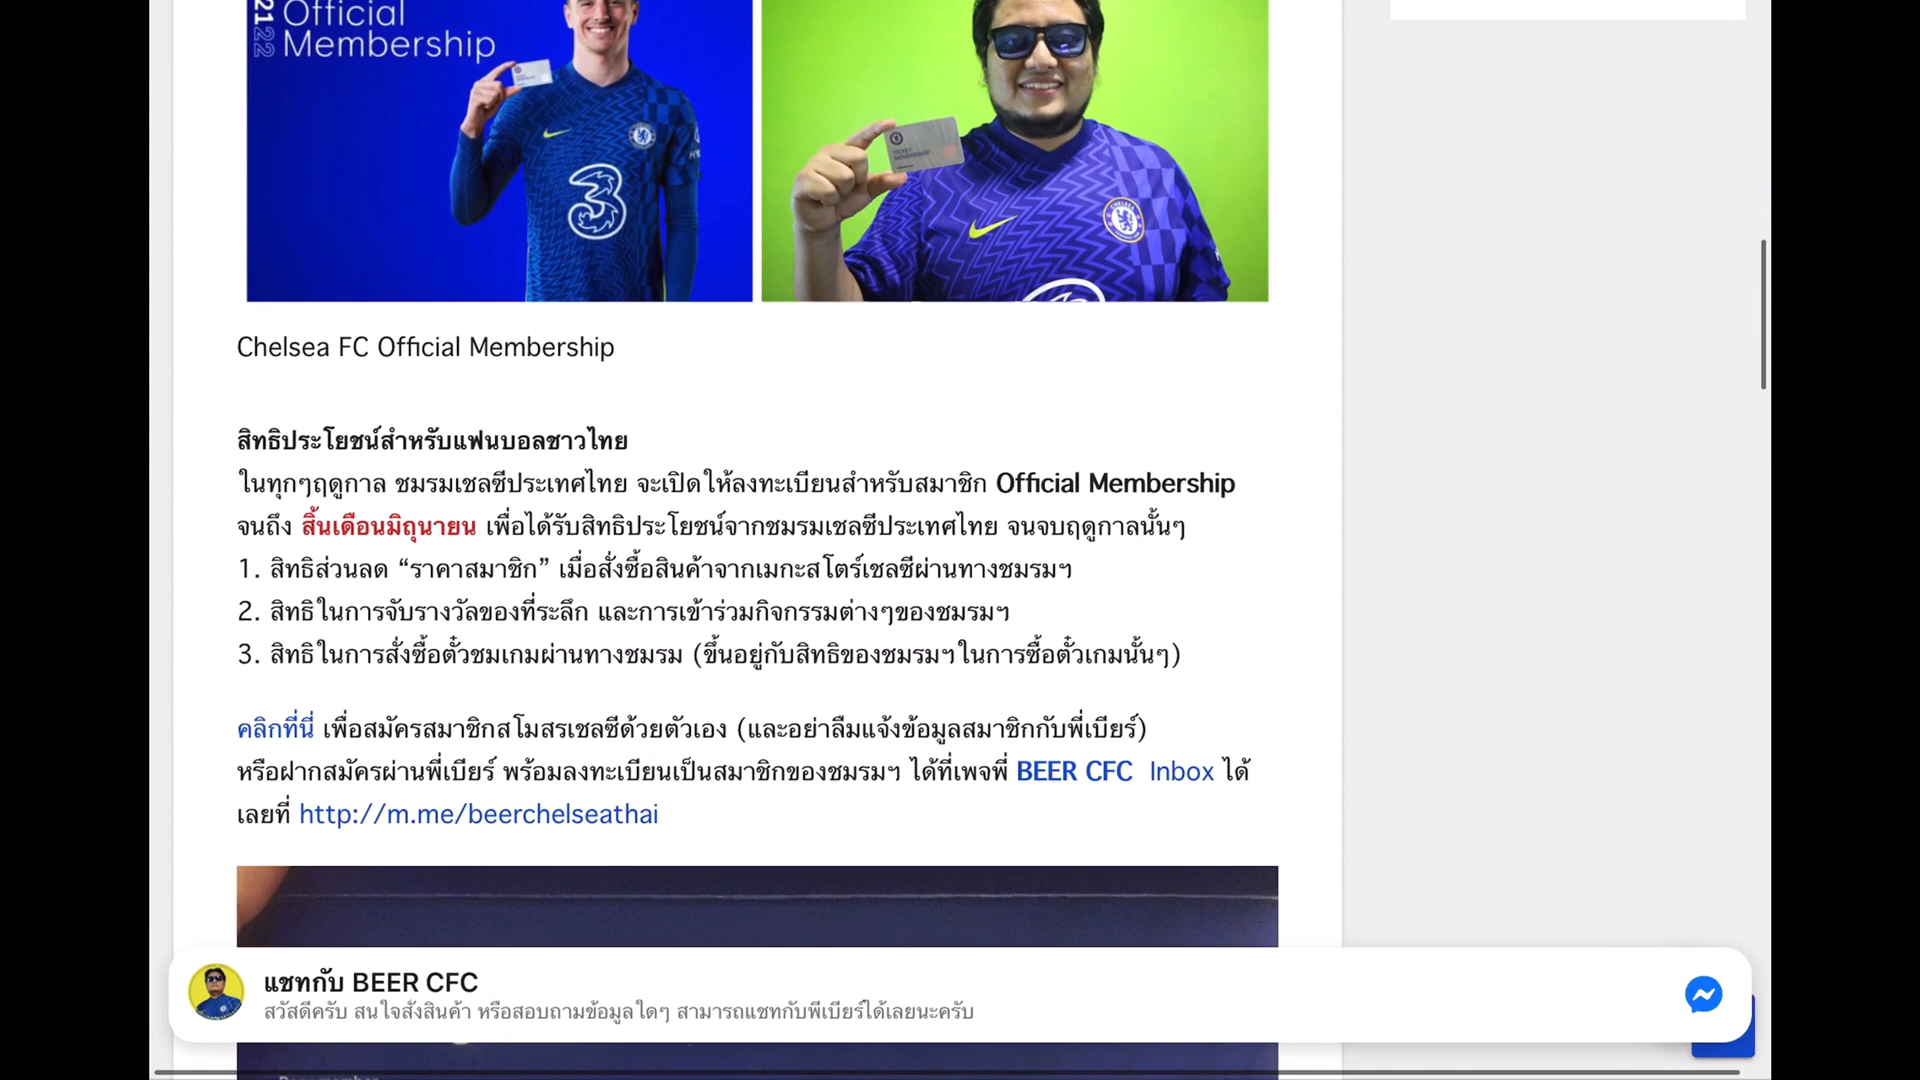 21
22
Official
Membership
3
TICKET
MEMBERSHIP
Chelsea FC Official Membership
สิทธิประโยชน์สำหรับแฟนบอลชาวไทย
ในทุกๆฤดูกาล ชมรมเชลซีประเทศไทย จะเปิดให้ลงทะเบียนสำหรับสมาชิก Official Membership
จนถึง สิ้นเดือนมิถุนายน เพื่อได้รับสิทธิประโยชน์จากชมรมเชลซีประเทศไทย จนจบฤดูกาลนั้นๆ
1. สิทธิส่วนลด “ราคาสมาชิก” เมื่อสั่งซื้อสินค้าจากเมกะสโตร์เชลซีผ่านทางชมรมฯ
2. สิทธิในการจับรางวัลของที่ระลึก และการเข้าร่วมกิจกรรมต่างๆของชมรมฯ
3. สิทธิในการสั่งซื้อตั๋วชมเกมผ่านทางชมรม (ขึ้นอยู่กับสิทธิของชมรมฯในการซื้อตั๋วเกมนั้นๆ)
คลิกที่นี่ เพื่อสมัครสมาชิกสโมสรเชลซีด้วยตัวเอง (และอย่าลืมแจ้งข้อมูลสมาชิกกับพี่เบียร์)
หรือฝากสมัครผ่านพี่เบียร์ พร้อมลงทะเบียนเป็นสมาชิกของชมรมฯ ได้ที่เพจพี่ BEER CFC Inbox ได้
เลยที่ http://m.me/beerchelseathai
แชทกับ BEER CFC
สวัสดีครับ สนใจสั่งสินค้า หรือสอบถามข้อมูลใดๆ สามารถแชทกับพี่เบียร์ได้เลยนะครับ